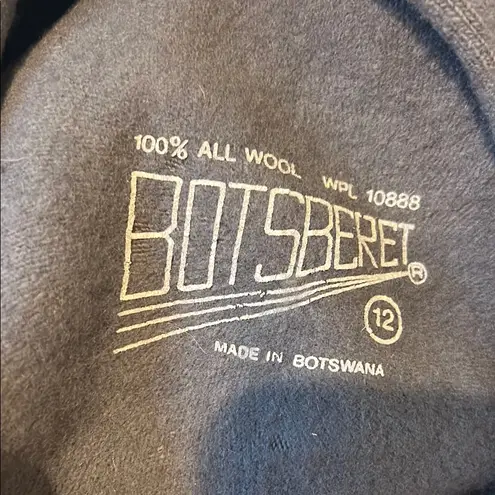 100% ALL WOOL WPL 10888
BOTSBERET ®
12
MADE IN BOTSWANA